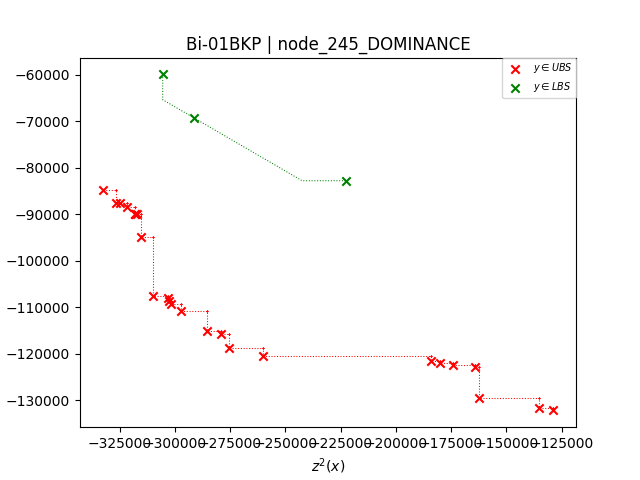 Bi-01BKP | node_245_DOMINANCE
y ∈ UBS
y ∈ LBS
−60000
−70000
−80000
−90000
−100000
−110000
−120000
−130000
−325000−300000−275000−250000−225000−200000−175000−150000−125000
z²(x)